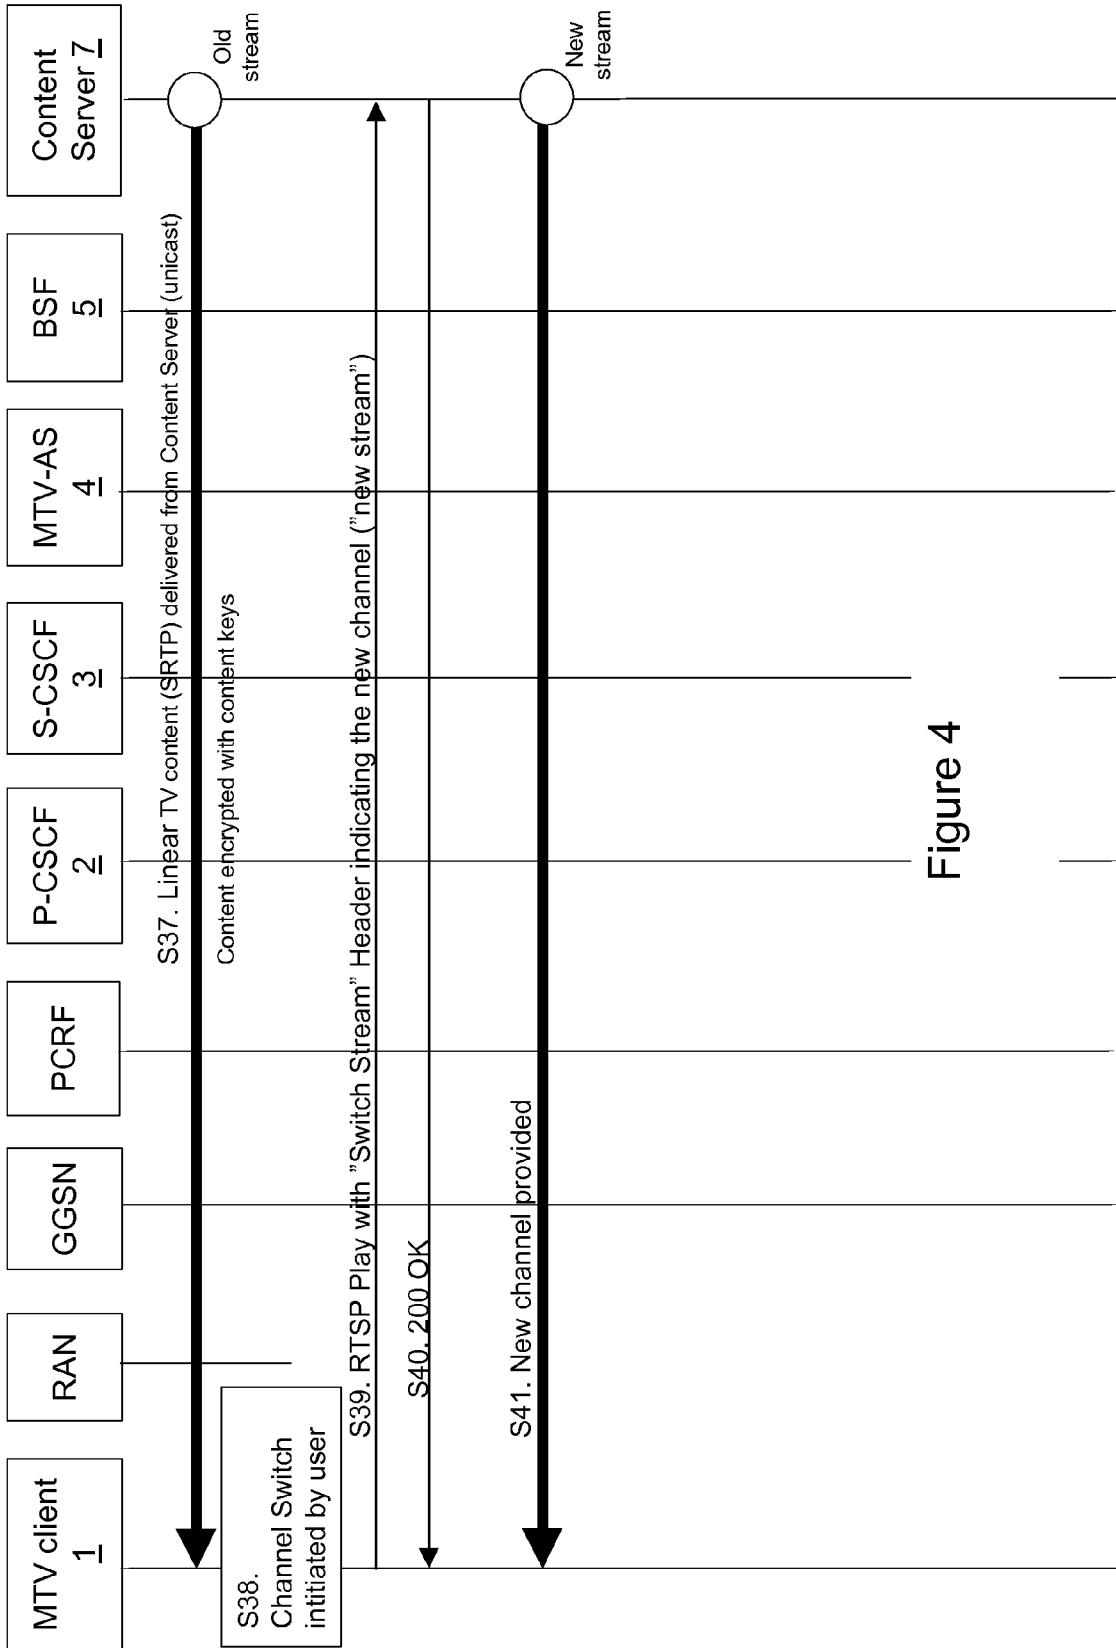 MTV client
1
RAN
GGSN
PCRF
P-CSCF
2
S-CSCF
3
MTV-AS
4
BSF
5
Content
Server 7
S37. Linear TV content (SRTP) delivered from Content Server (unicast)
Old
stream
Content encrypted with content keys
S38.
Channel Switch
intitiated by user
S39. RTSP Play with "Switch Stream" Header indicating the new channel ("new stream")
S40. 200 OK
S41. New channel provided
New
stream
Figure 4